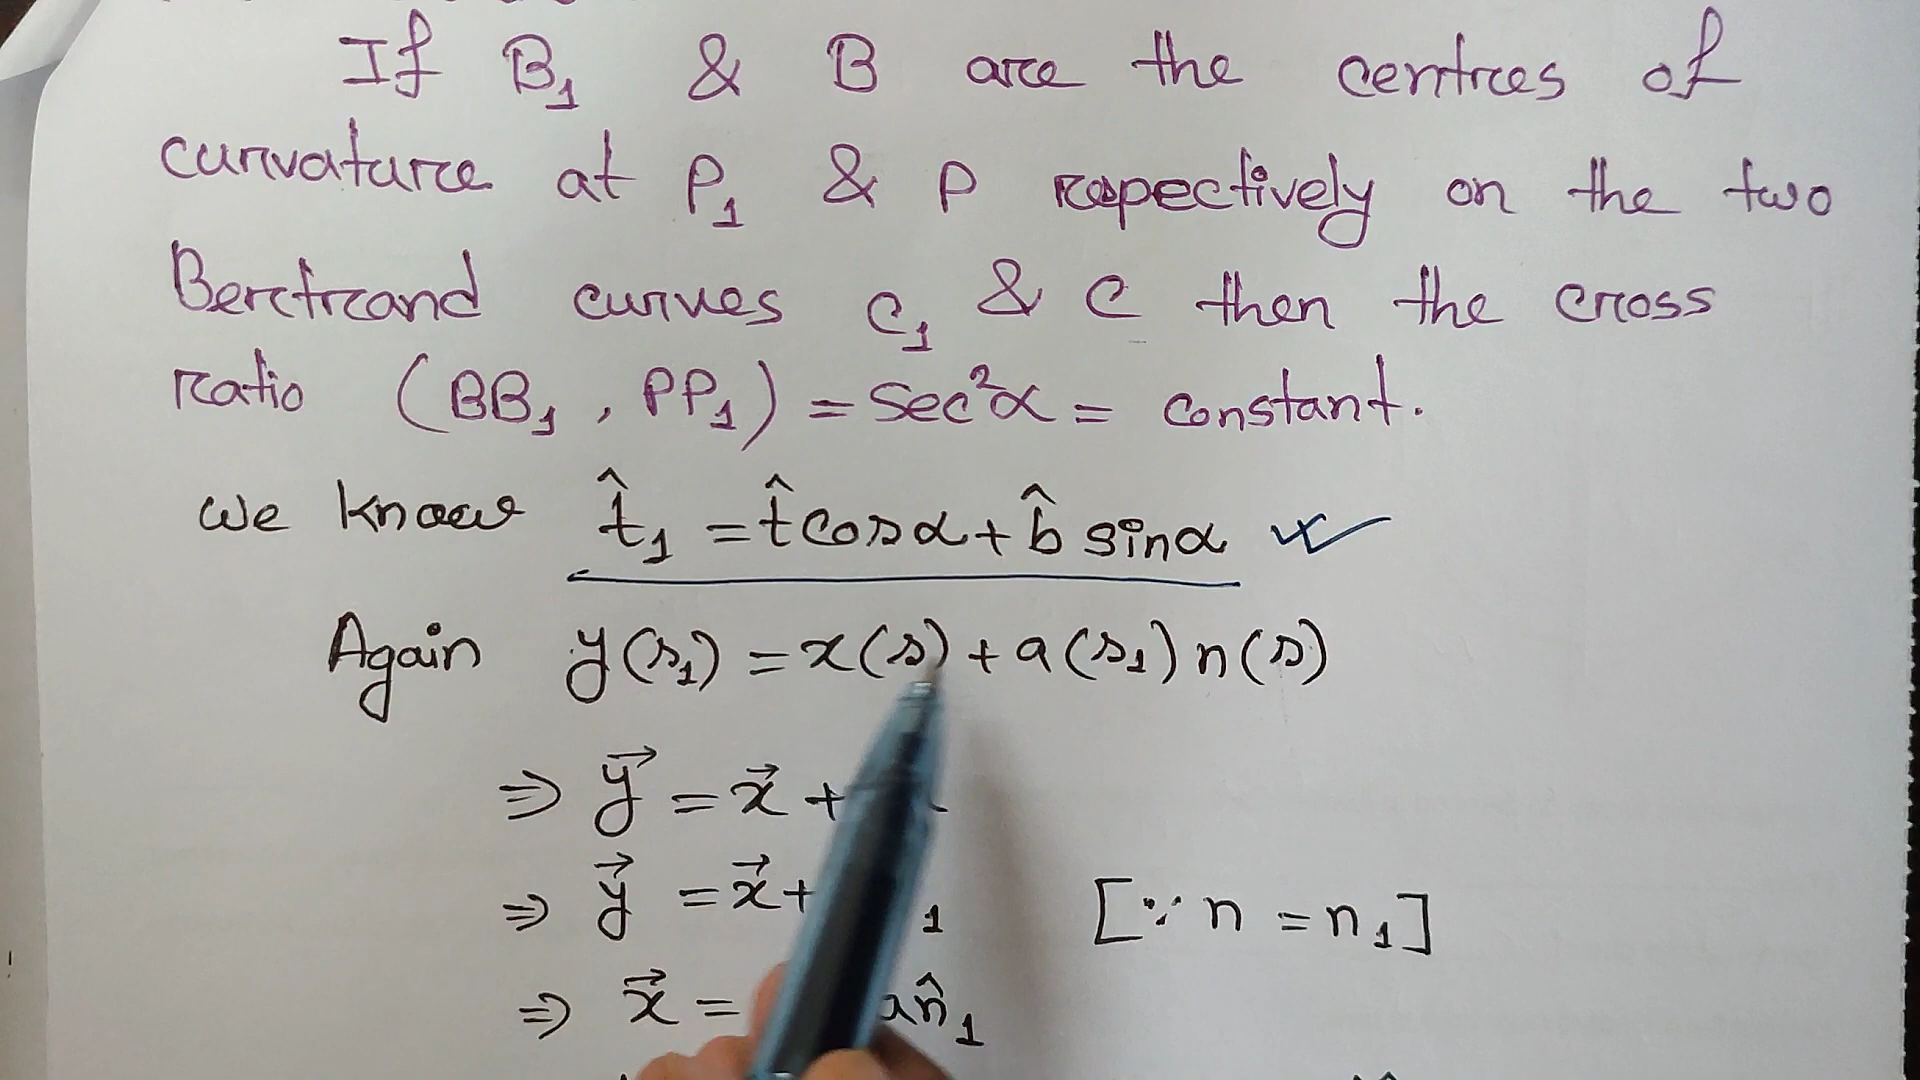 If B₁ & B are the centres of
curvature at P₁ & P respectively on the two
Bertrand curves C₁ & C then the cross
ratio (BB₁, PP₁) = sec²α = constant.
we know t̂₁ = t̂ cosα + b̂ sinα
Again y(s₁) = x(s) + a(s₁) n(s)
⇒ y⃗ = x⃗ +
⇒ y⃗ = x⃗ + ₁ [∵ n = n₁]
⇒ x⃗ = an̂₁